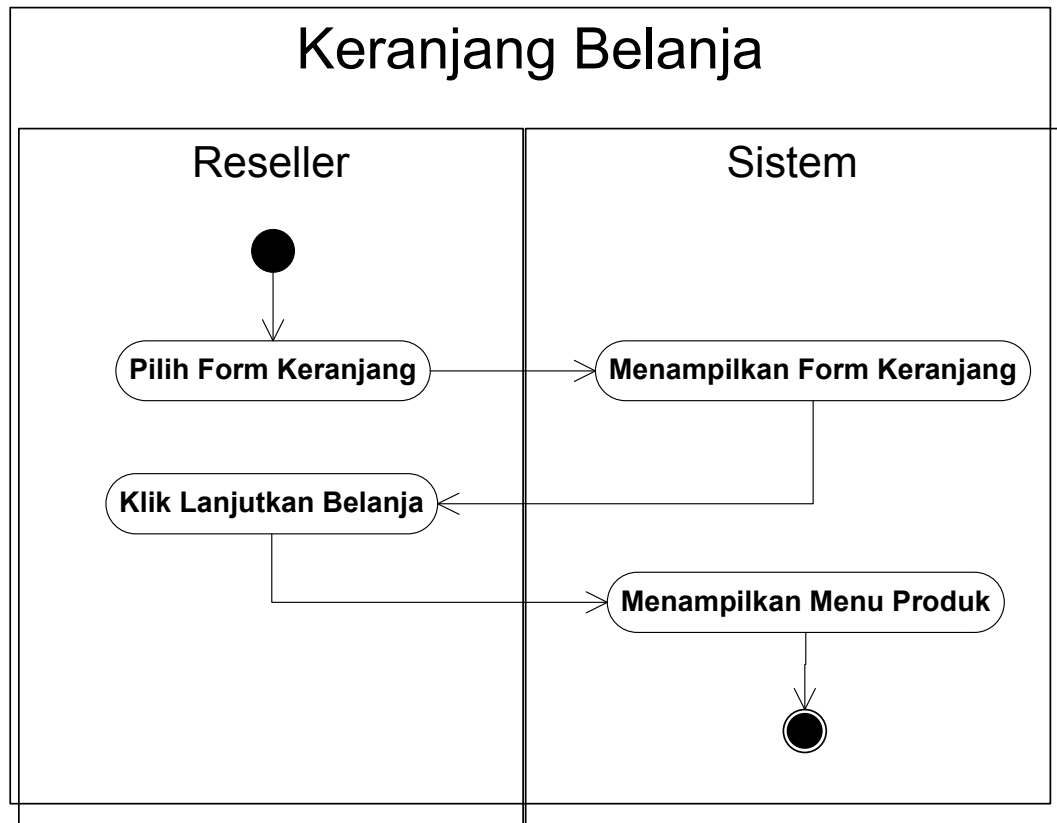 Keranjang Belanja
Reseller
Sistem
Pilih Form Keranjang
Menampilkan Form Keranjang
Klik Lanjutkan Belanja
Menampilkan Menu Produk